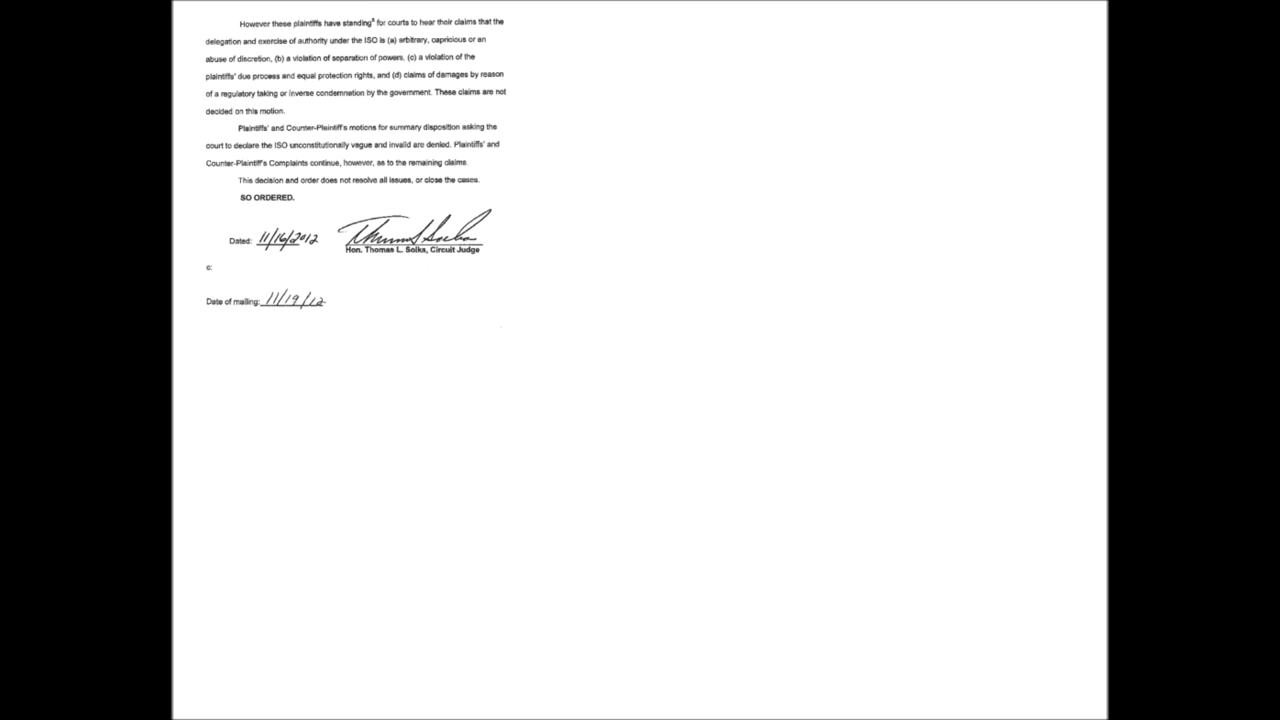 However these plaintiffs have standing⁸ for courts to hear their claims that the
delegation and exercise of authority under the ISO is (a) arbitrary, capricious or an
abuse of discretion, (b) a violation of separation of powers, (c) a violation of the
plaintiffs' due process and equal protection rights, and (d) claims of damages by reason
of a regulatory taking or inverse condemnation by the government. These claims are not
decided on this motion.
Plaintiffs' and Counter-Plaintiff's motions for summary disposition asking the
court to declare the ISO unconstitutionally vague and invalid are denied. Plaintiffs' and
Counter-Plaintiff's Complaints continue, however, as to the remaining claims.
This decision and order does not resolve all issues, or close the cases.
SO ORDERED.
Dated: 11/16/2012 Thomas L Solka
Hon. Thomas L. Solka, Circuit Judge
c:
Date of mailing: 11/19/12